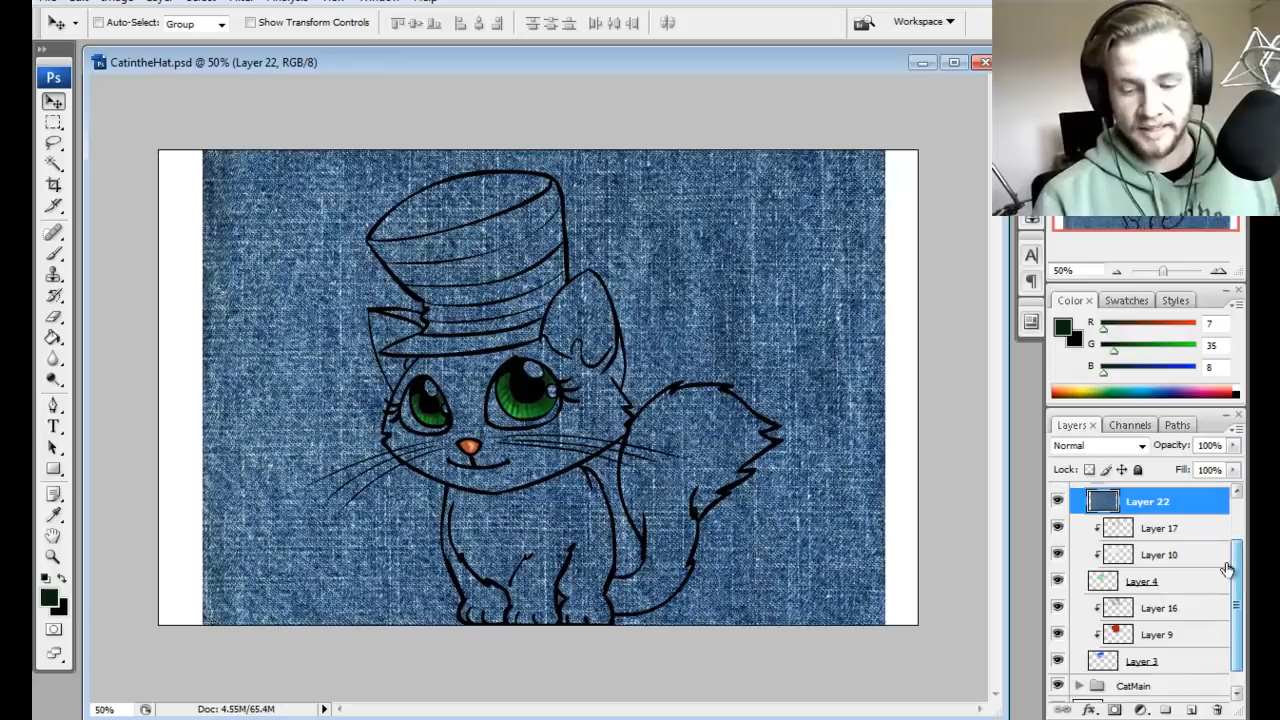 Auto-Select: Group Show Transform Controls Workspace
Ps
CatintheHat.psd @ 50% (Layer 22, RGB/8)
50%
Color Swatches Styles
R 7
G 35
B 8
Layers Channels Paths
Normal Opacity: 100%
Lock: Fill: 100%
Layer 22
Layer 17
Layer 10
Layer 4
Layer 16
Layer 9
Layer 3
CatMain
50% Doc: 4.55M/65.4M